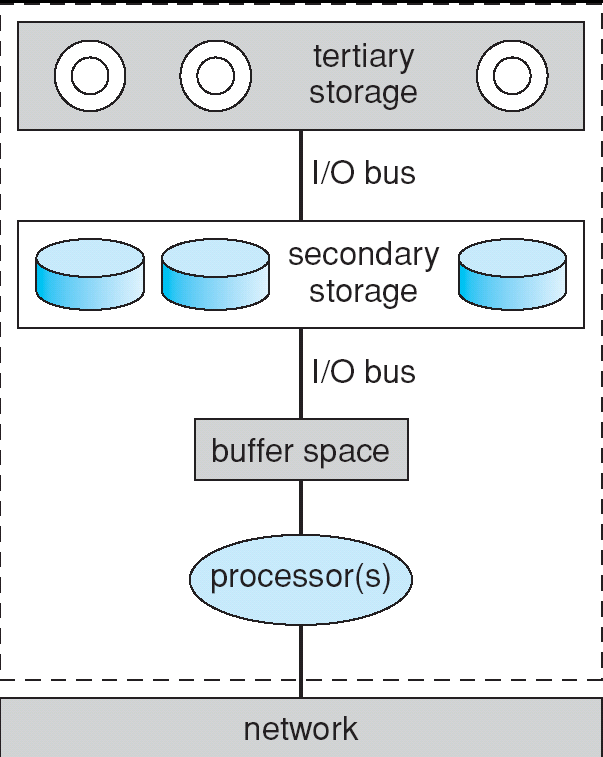 tertiary
storage
I/O bus
secondary
storage
I/O bus
buffer space
processor(s)
network